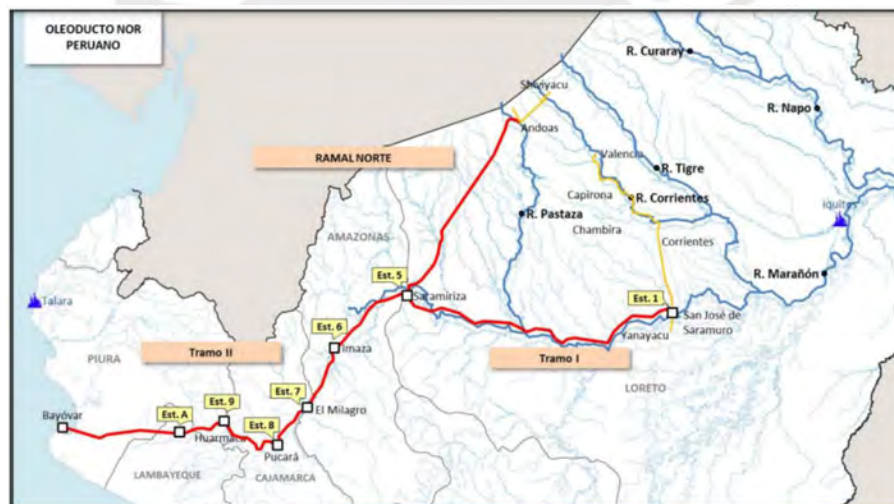 OLEODUCTO NOR
PERUANO
R. Curaray
Shiviyacu
R. Napo
Andoas
RAMAL NORTE
Valencia
R. Tigre
Capirona
R. Corrientes
Iquitos
R. Pastaza
Chambira
AMAZONAS
Corrientes
R. Marañón
Est. 5
Talara
Saramiriza
Est. 1
San José de
Saramuro
Est. 6
Yanayacu
Imaza
PIURA
Tramo II
Tramo I
LORETO
Est. 7
Bayóvar
Est. A
Est. 9
El Milagro
Huarmaca
Est. 8
Pucará
LAMBAYEQUE
CAJAMARCA